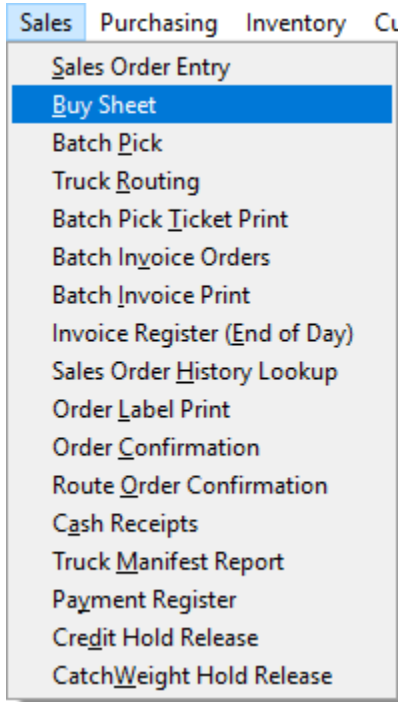 Sales Purchasing Inventory Cu
Sales Order Entry
Buy Sheet
Batch Pick
Truck Routing
Batch Pick Ticket Print
Batch Invoice Orders
Batch Invoice Print
Invoice Register (End of Day)
Sales Order History Lookup
Order Label Print
Order Confirmation
Route Order Confirmation
Cash Receipts
Truck Manifest Report
Payment Register
Credit Hold Release
CatchWeight Hold Release